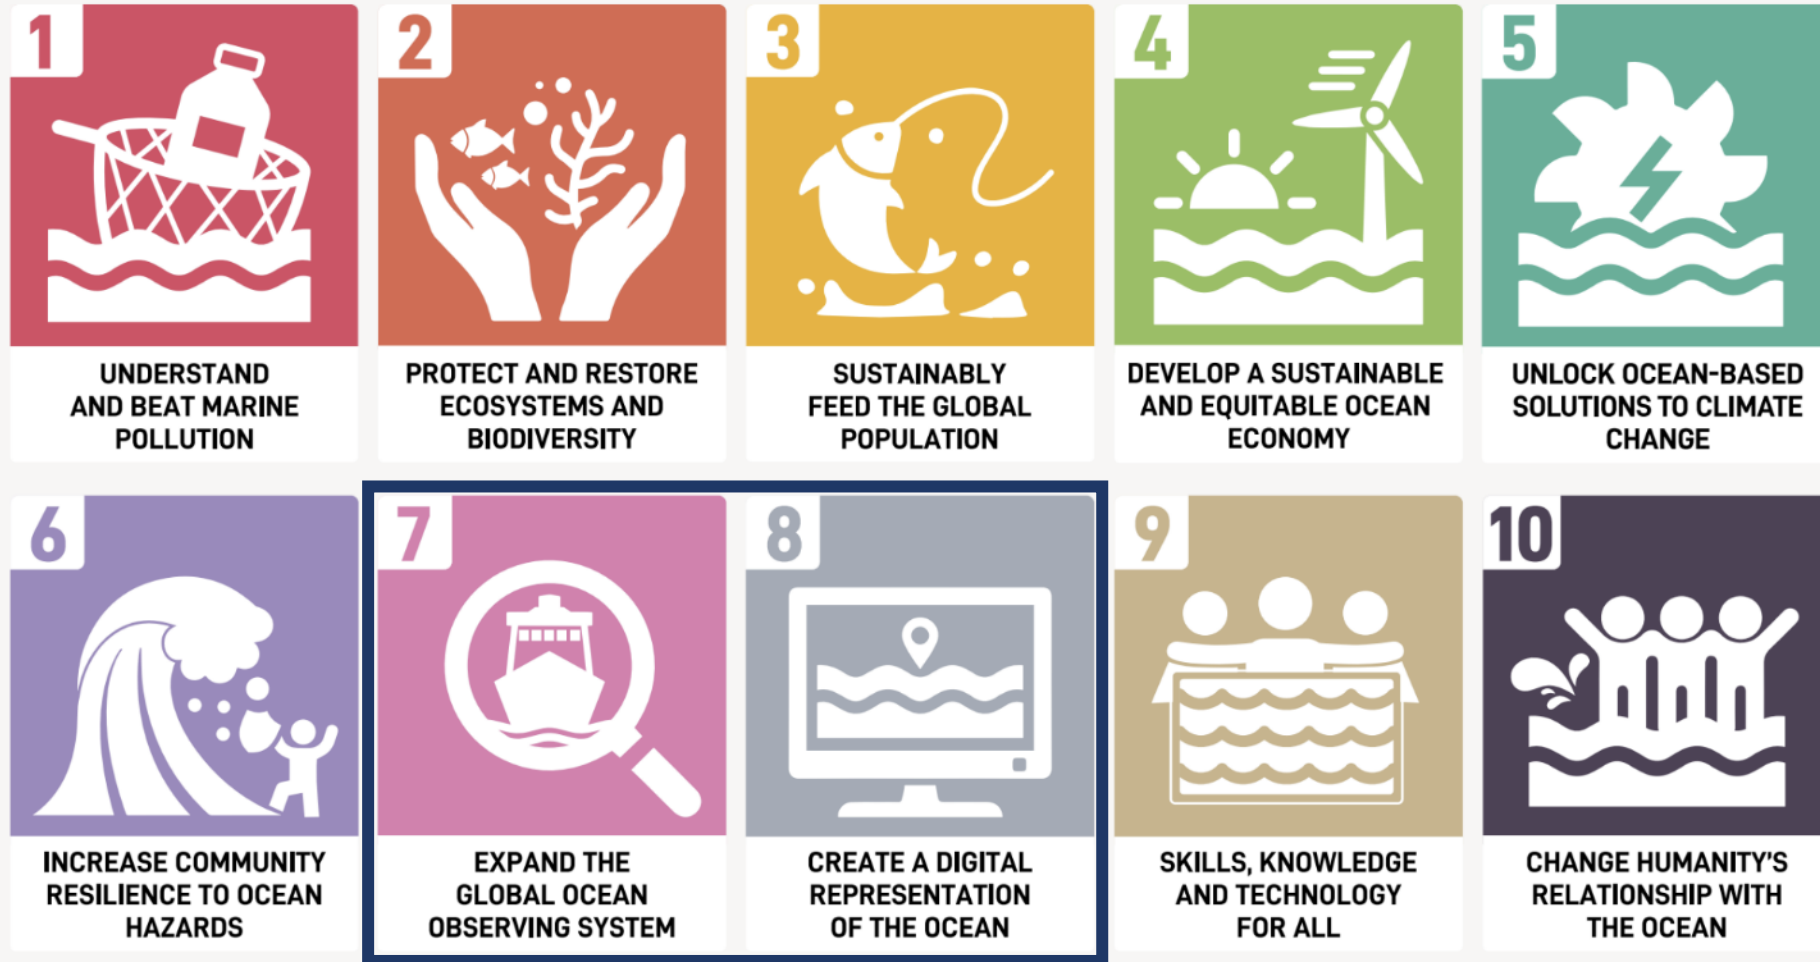 1
UNDERSTAND
AND BEAT MARINE
POLLUTION
2
PROTECT AND RESTORE
ECOSYSTEMS AND
BIODIVERSITY
3
SUSTAINABLY
FEED THE GLOBAL
POPULATION
4
DEVELOP A SUSTAINABLE
AND EQUITABLE OCEAN
ECONOMY
5
UNLOCK OCEAN-BASED
SOLUTIONS TO CLIMATE
CHANGE
6
INCREASE COMMUNITY
RESILIENCE TO OCEAN
HAZARDS
7
EXPAND THE
GLOBAL OCEAN
OBSERVING SYSTEM
8
CREATE A DIGITAL
REPRESENTATION
OF THE OCEAN
9
SKILLS, KNOWLEDGE
AND TECHNOLOGY
FOR ALL
10
CHANGE HUMANITY'S
RELATIONSHIP WITH
THE OCEAN